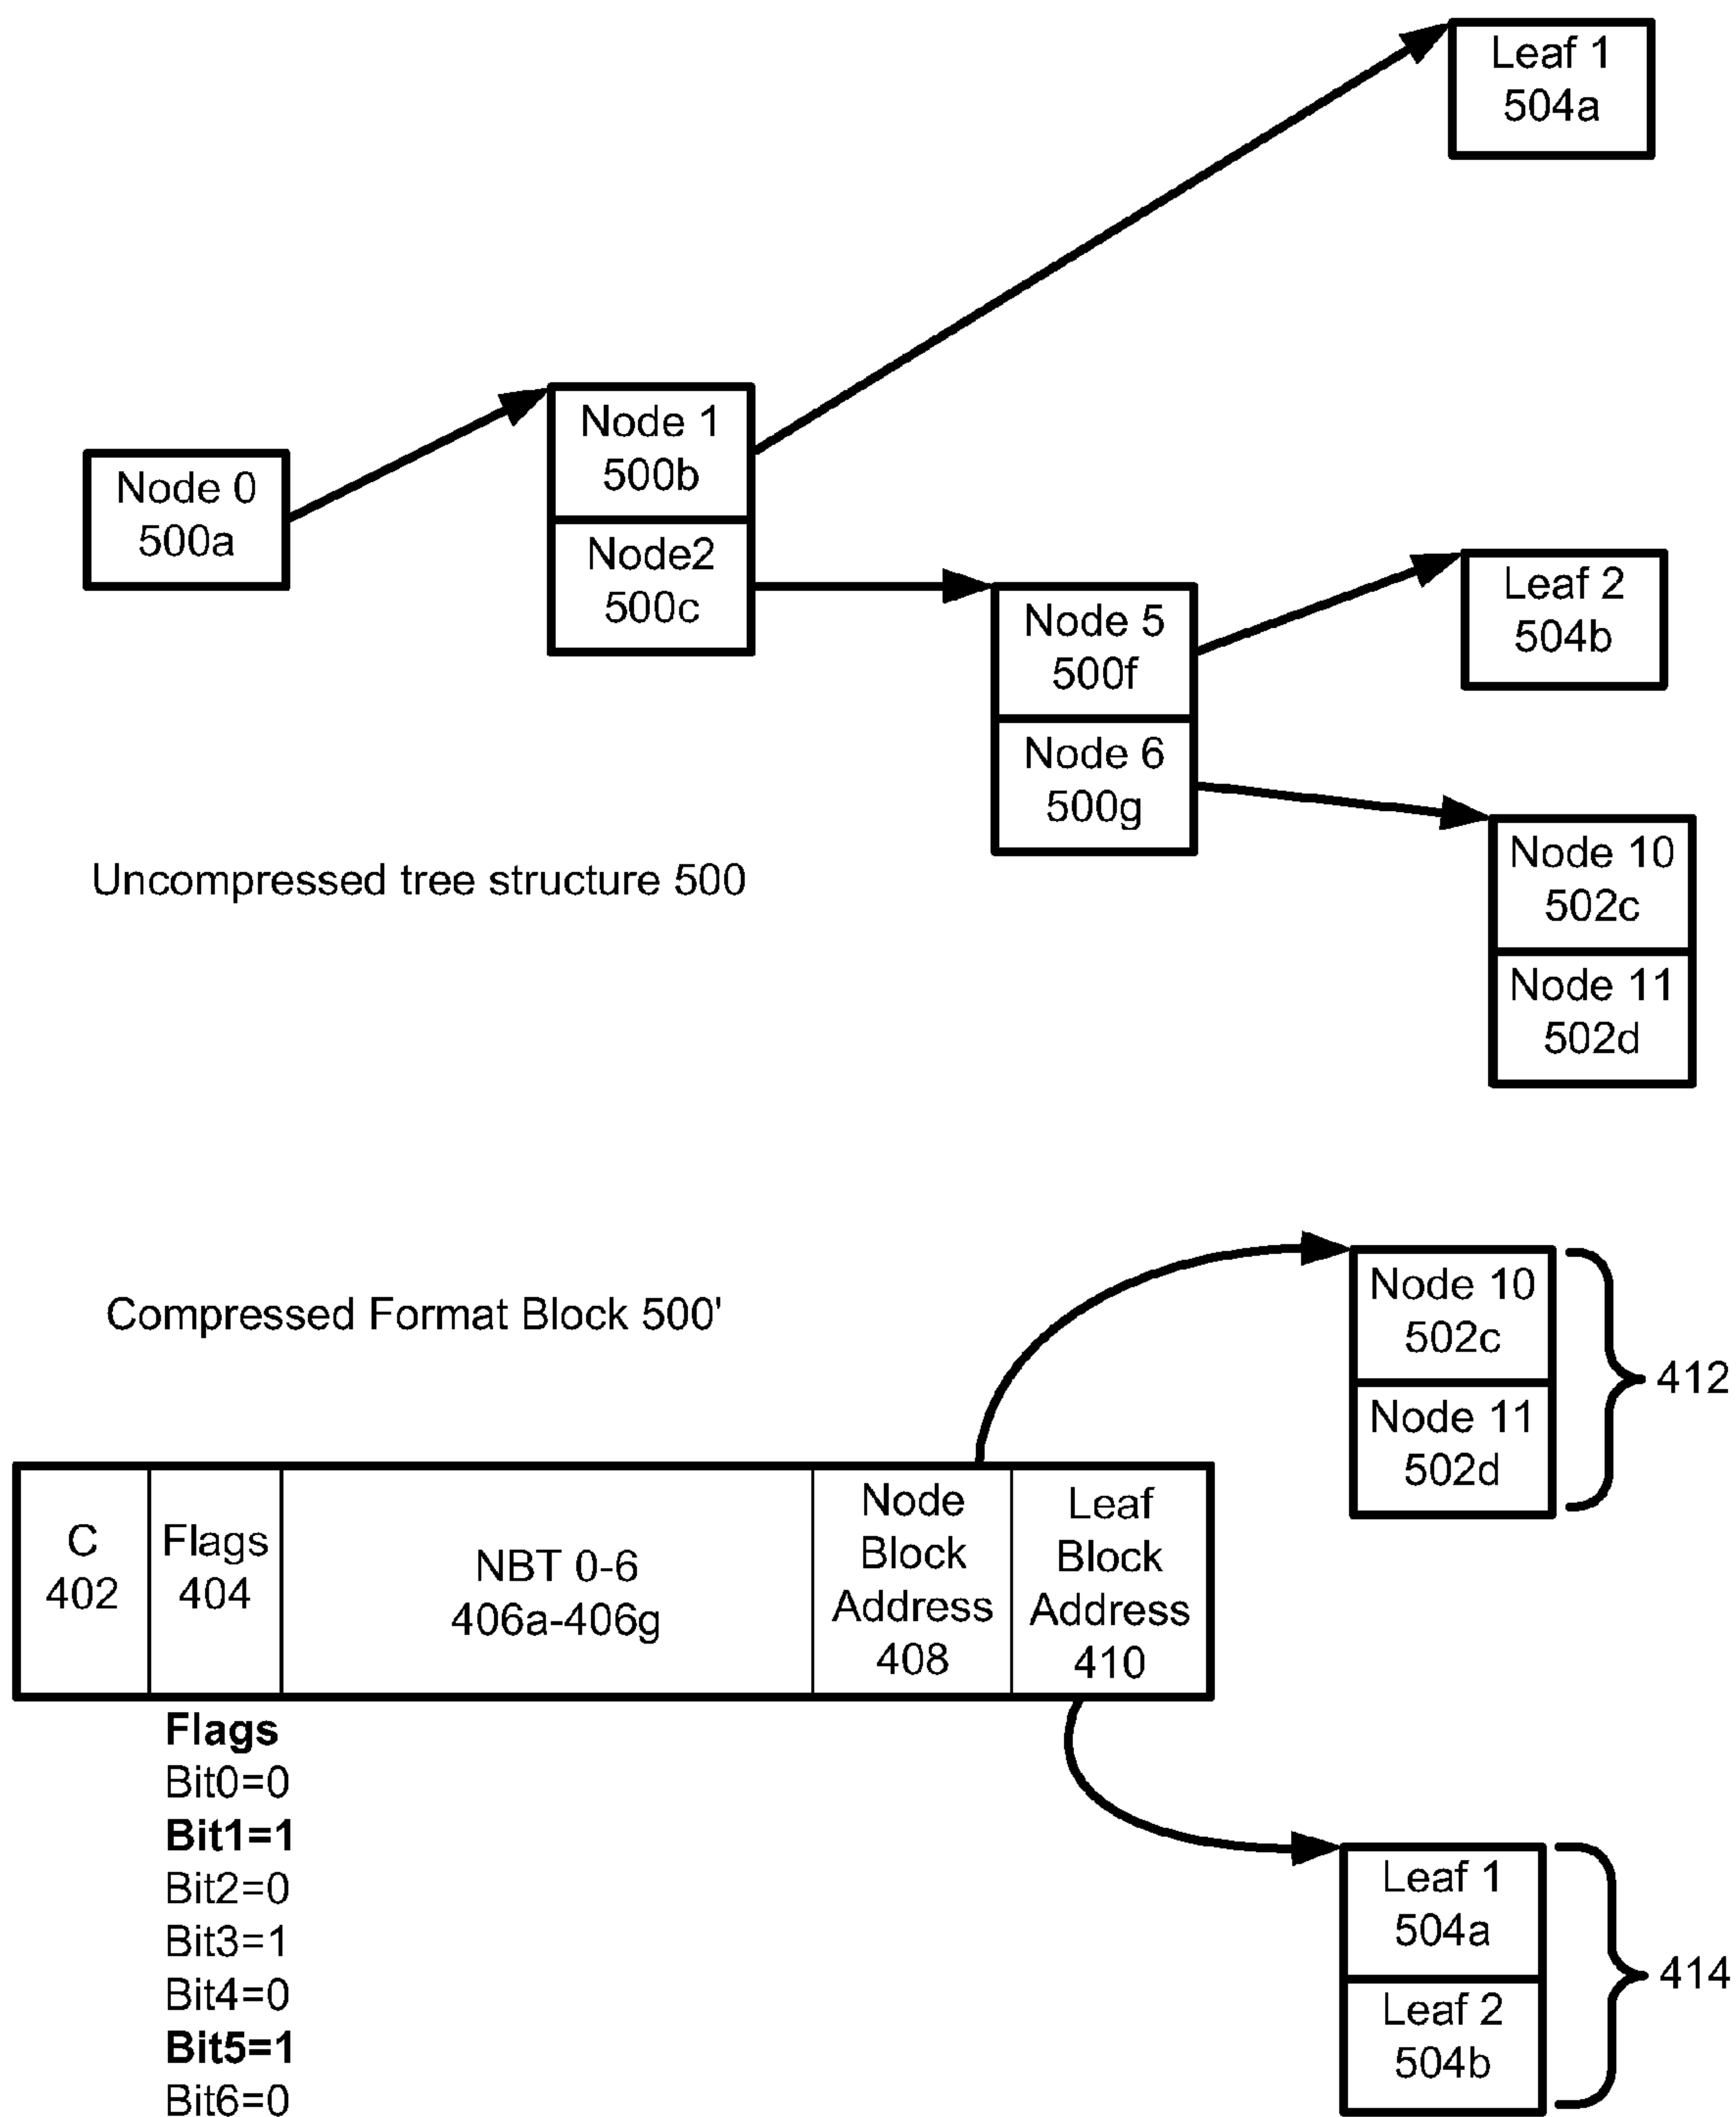 Leaf 1
504a
Node 1
500b
Node 0
500a
Node2
500c
Leaf 2
504b
Node 5
500f
Node 6
500g
Uncompressed tree structure 500
Node 10
502c
Node 11
502d
Compressed Format Block 500'
Node 10
502c
Node 11
502d
412
C
402
Flags
404
NBT 0-6
406a-406g
Node
Block
Address
408
Leaf
Block
Address
410
Flags
Bit0=0
Bit1=1
Bit2=0
Bit3=1
Bit4=0
Bit5=1
Bit6=0
Leaf 1
504a
Leaf 2
504b
414